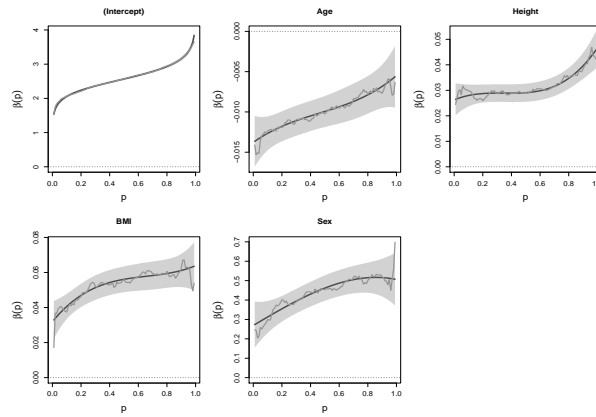 (Intercept)
β(p)
4
3
2
1
0
0.0 0.2 0.4 0.6 0.8 1.0
p
Age
β(p)
0.000
−0.005
−0.010
−0.015
0.0 0.2 0.4 0.6 0.8 1.0
p
Height
β(p)
0.05
0.04
0.03
0.02
0.01
0.00
0.0 0.2 0.4 0.6 0.8 1.0
p
BMI
β(p)
0.08
0.06
0.04
0.02
0.00
0.0 0.2 0.4 0.6 0.8 1.0
p
Sex
β(p)
0.7
0.6
0.5
0.4
0.3
0.2
0.1
0.0
0.0 0.2 0.4 0.6 0.8 1.0
p